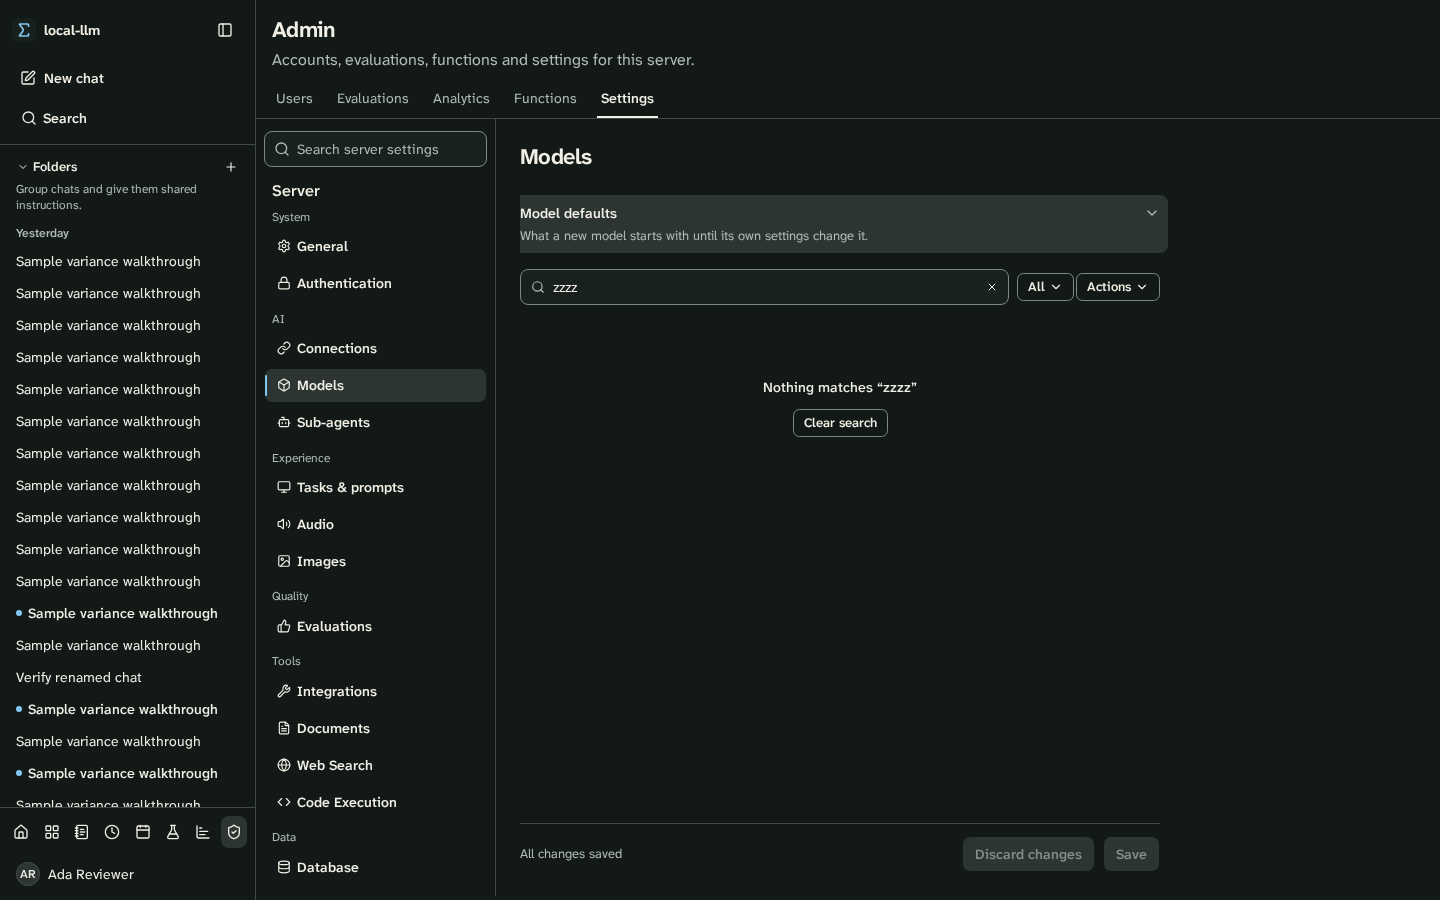 local-llm
New chat
Search
Folders
Group chats and give them shared
instructions.
Yesterday
Sample variance walkthrough
Sample variance walkthrough
Sample variance walkthrough
Sample variance walkthrough
Sample variance walkthrough
Sample variance walkthrough
Sample variance walkthrough
Sample variance walkthrough
Sample variance walkthrough
Sample variance walkthrough
Sample variance walkthrough
Sample variance walkthrough
Sample variance walkthrough
Verify renamed chat
Sample variance walkthrough
Sample variance walkthrough
Sample variance walkthrough
Sample variance walkthrough
AR Ada Reviewer
Admin
Accounts, evaluations, functions and settings for this server.
Users Evaluations Analytics Functions Settings
Search server settings
Server
System
General
Authentication
AI
Connections
Models
Sub-agents
Experience
Tasks & prompts
Audio
Images
Quality
Evaluations
Tools
Integrations
Documents
Web Search
Code Execution
Data
Database
Models
Model defaults
What a new model starts with until its own settings change it.
zzzz All Actions
Nothing matches “zzzz”
Clear search
All changes saved Discard changes Save